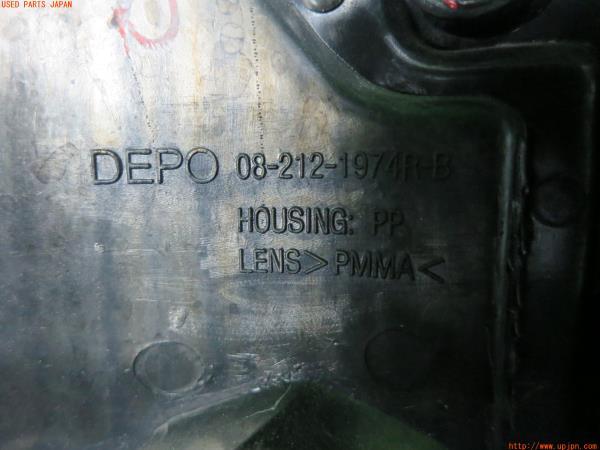 USED PARTS JAPAN
DEPO 08-212-1974R-B
HOUSING: PP
LENS>PMMA<
http://www.upjpn.com/